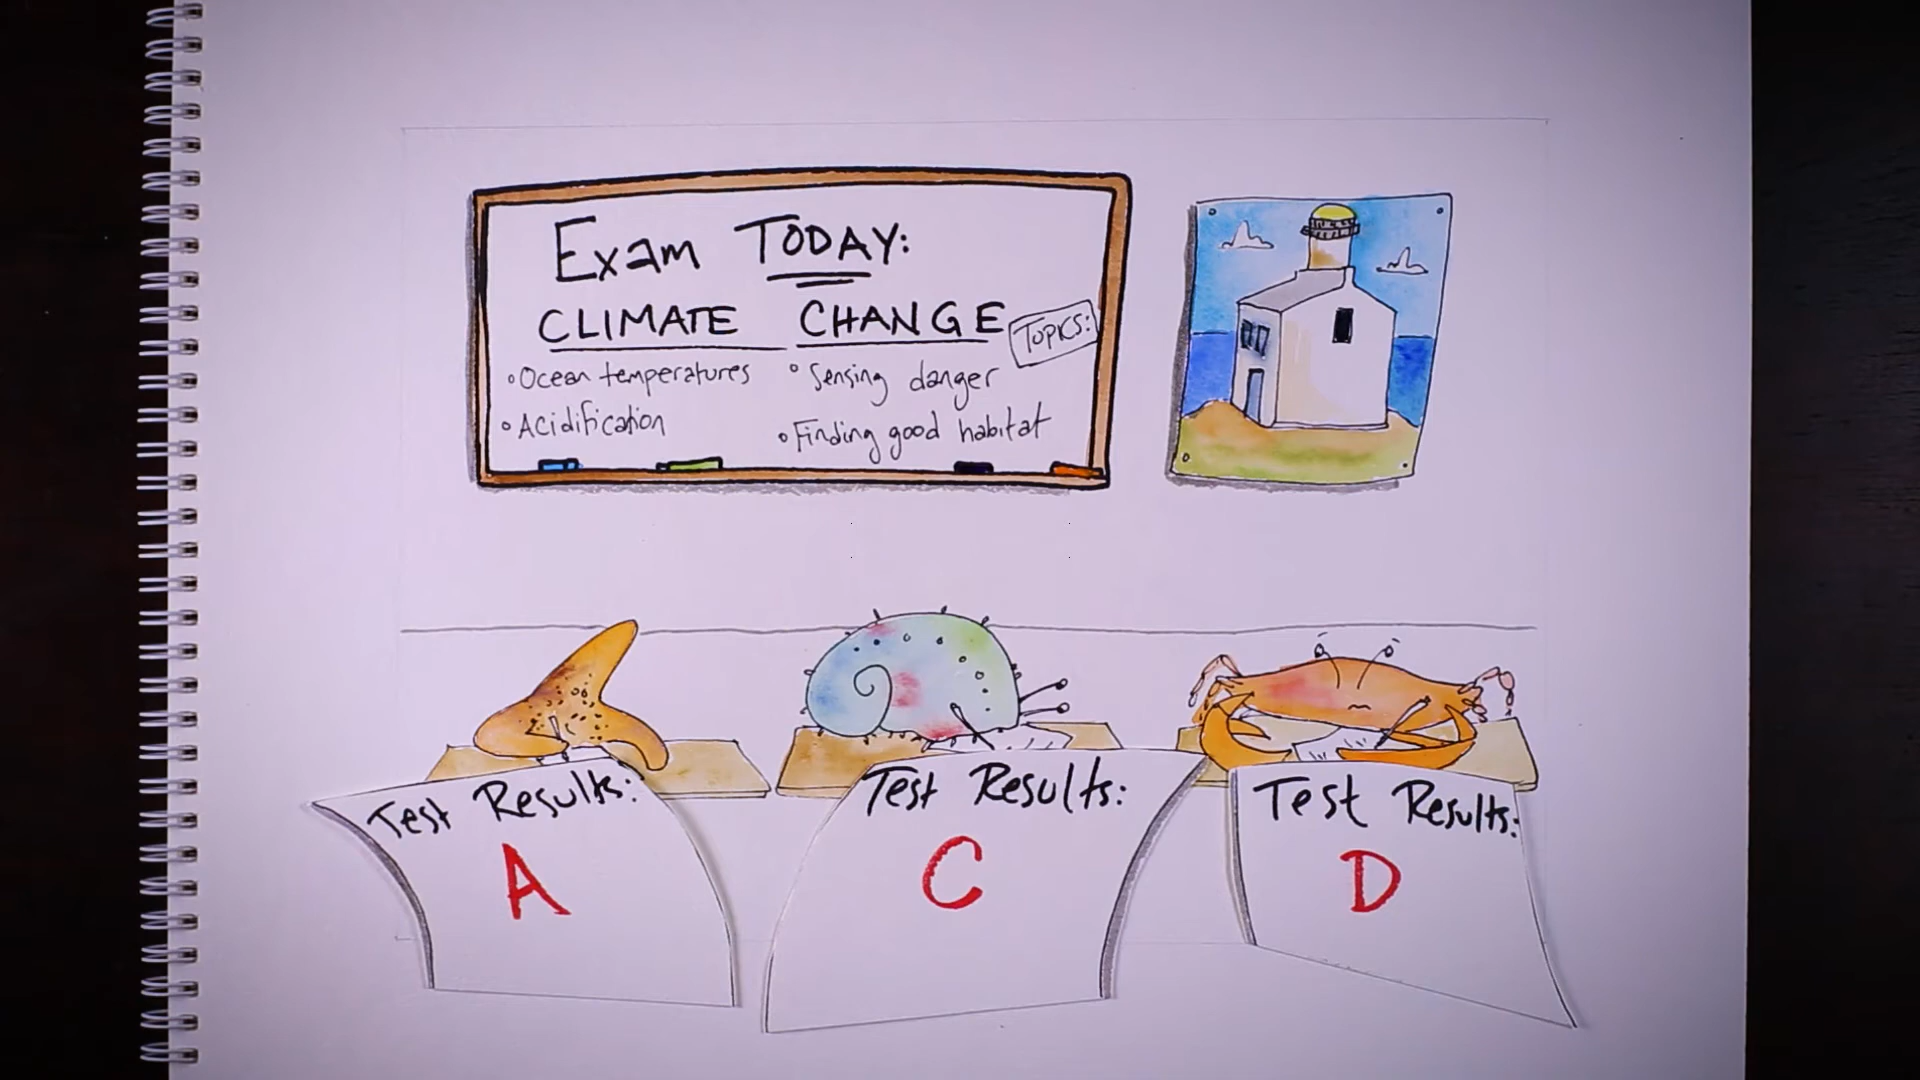 Exam TODAY:
CLIMATE CHANGE
Topics:
• Ocean temperatures
• Acidification
• Sensing danger
• Finding good habitat
Test Results:
A
Test Results:
C
Test Results:
D